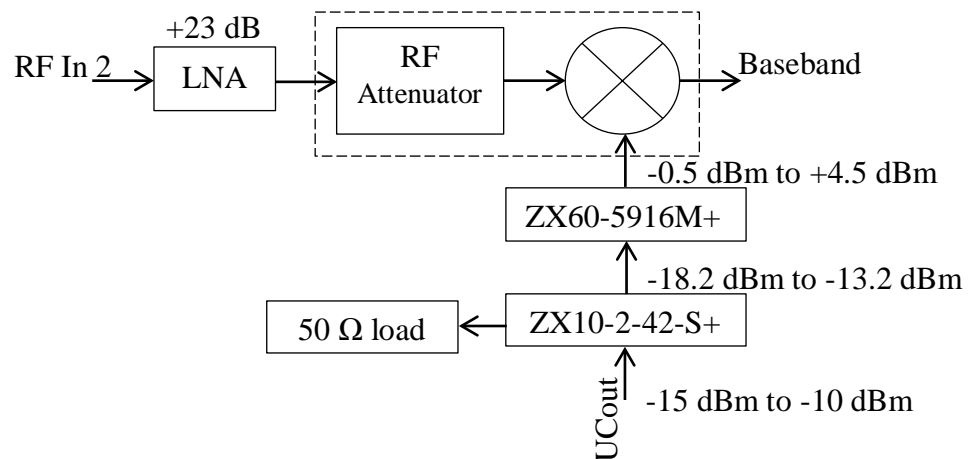 +23 dB
RF In 2
LNA
RF
Attenuator
Baseband
-0.5 dBm to +4.5 dBm
ZX60-5916M+
-18.2 dBm to -13.2 dBm
50 Ω load
ZX10-2-42-S+
UCout
-15 dBm to -10 dBm